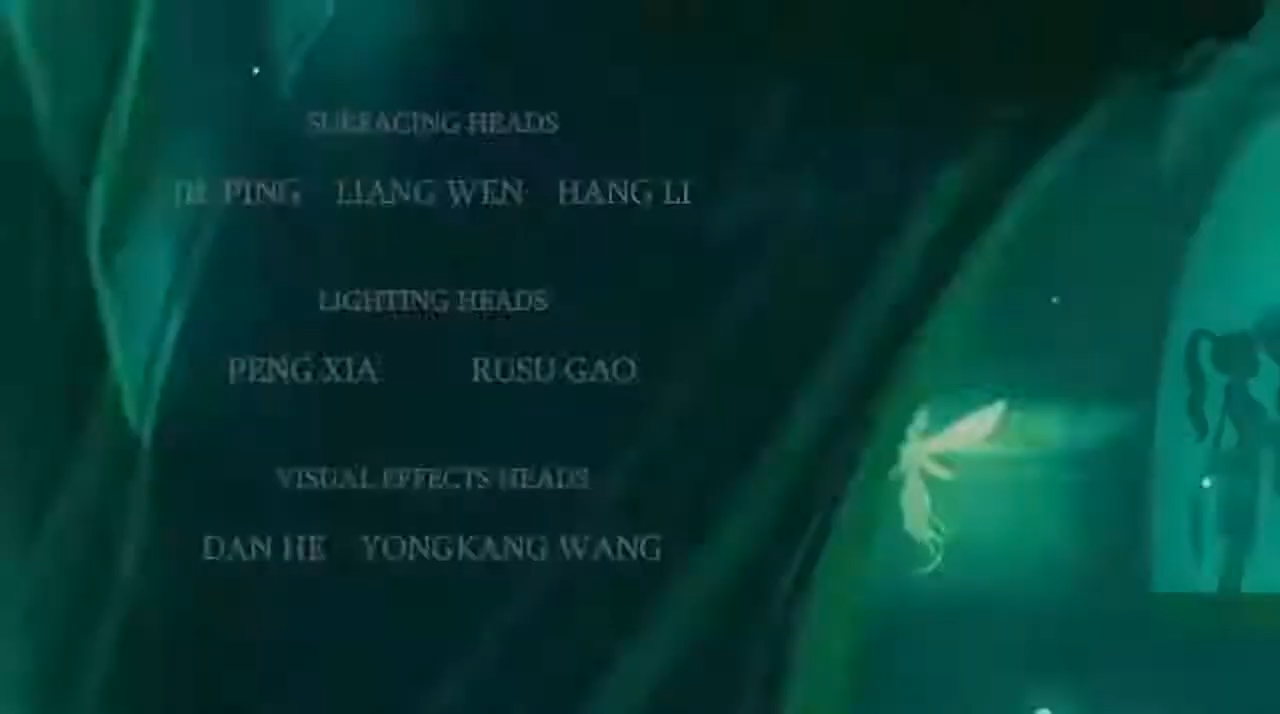 SURFACING HEADS
PING LIANG WEN HANG LI
LIGHTING HEADS
PENG XIA RUSU GAO
VISUAL EFFECTS HEADS
DAN HE YONGKANG WANG